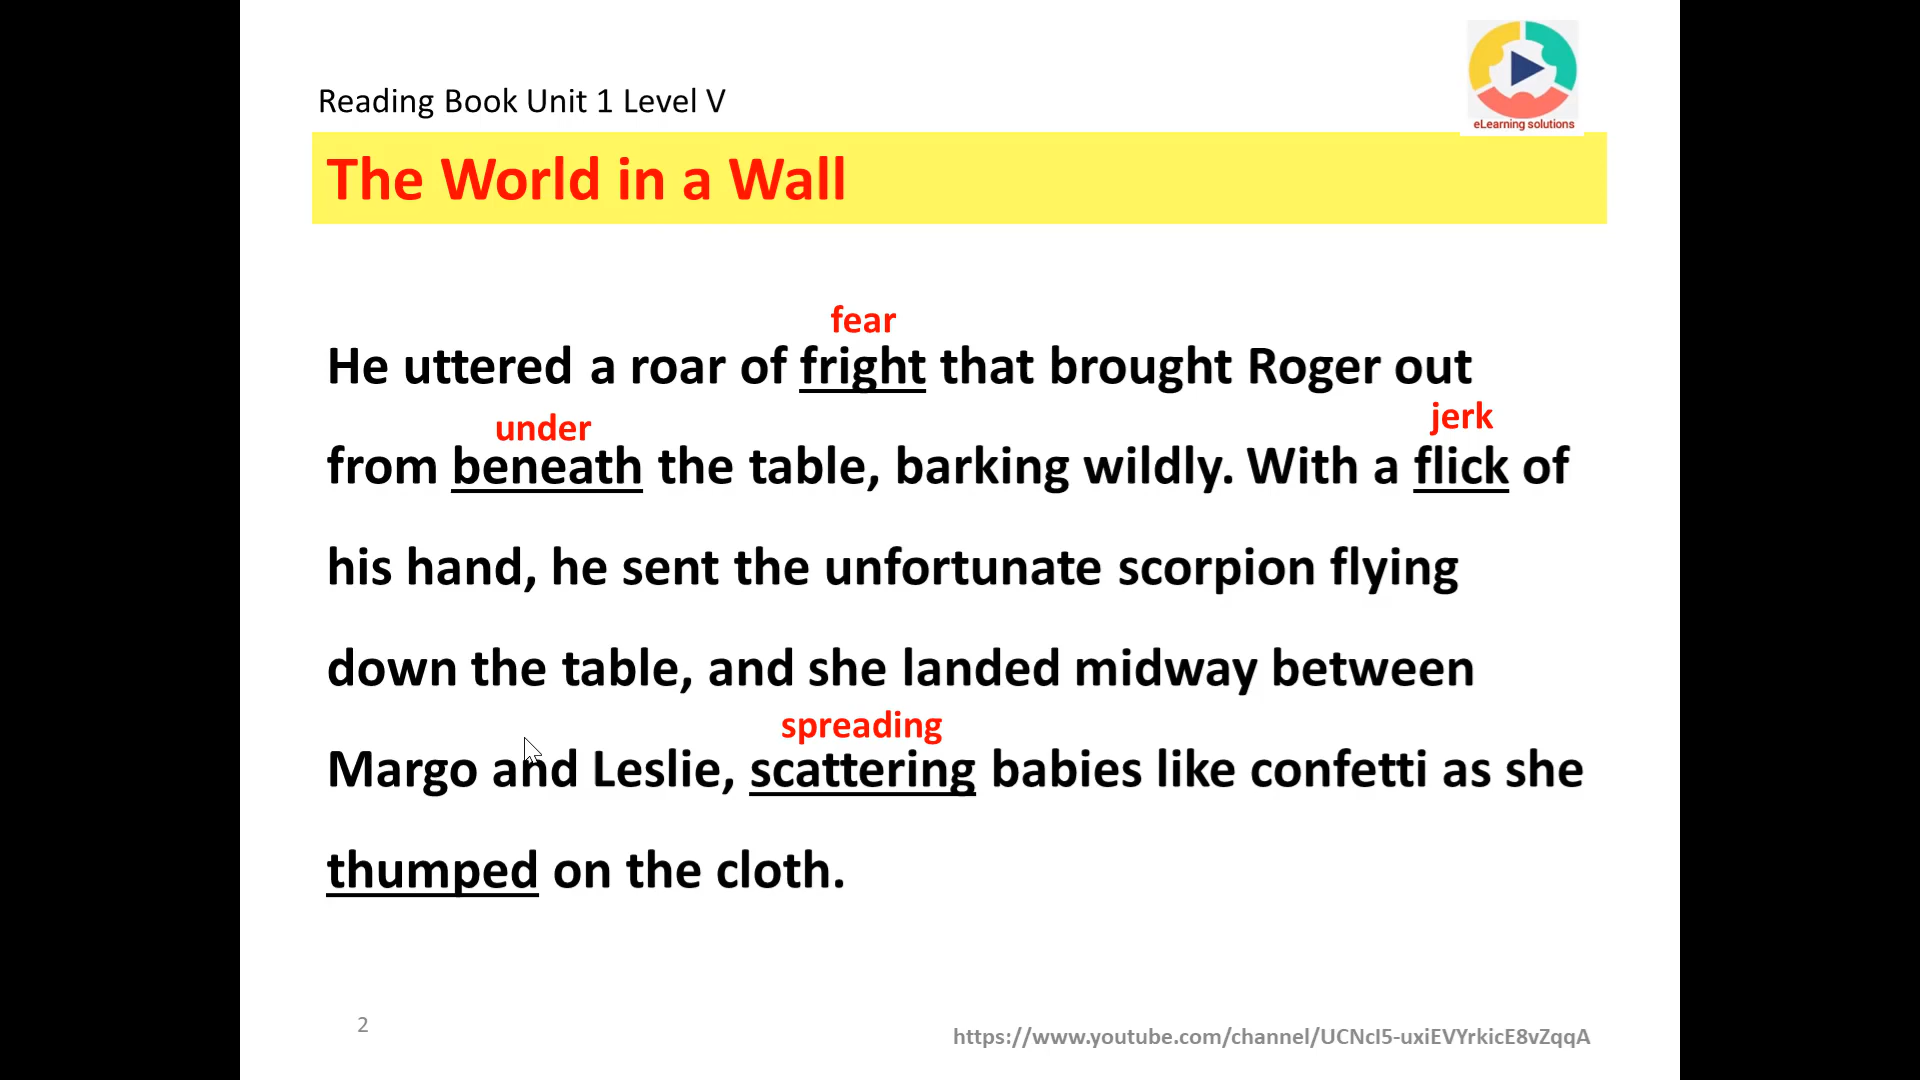 Reading Book Unit 1 Level V
eLearning solutions
The World in a Wall
fear
He uttered a roar of fright that brought Roger out
under
jerk
from beneath the table, barking wildly. With a flick of
his hand, he sent the unfortunate scorpion flying
down the table, and she landed midway between
spreading
Margo and Leslie, scattering babies like confetti as she
thumped on the cloth.
2
https://www.youtube.com/channel/UCNcI5-uxiEVYrkicE8vZqqA